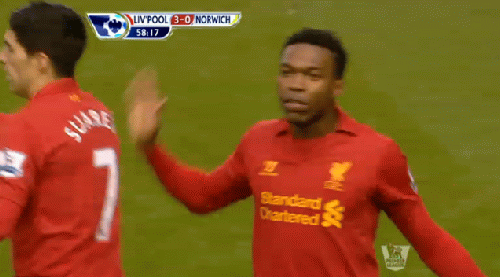 LIV'POOL 3-0 NORWICH
58:17
SUAREZ
7
Standard
Chartered